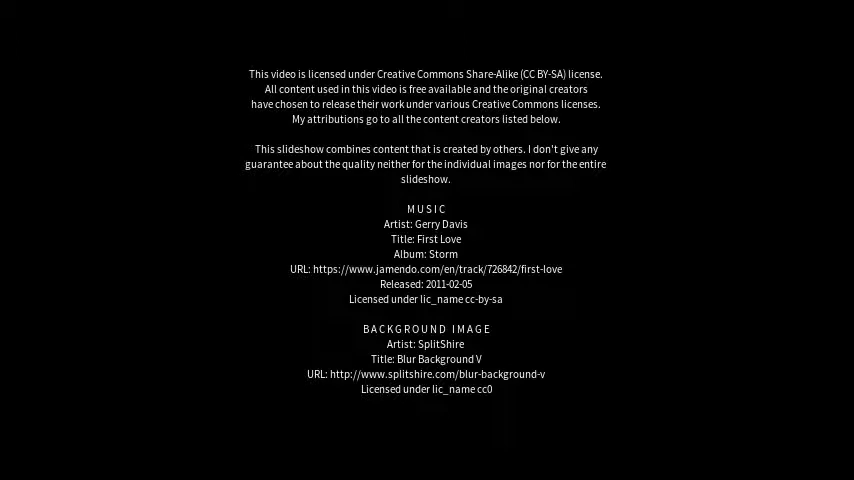 This video is licensed under Creative Commons Share-Alike (CC BY-SA) license.
All content used in this video is free available and the original creators
have chosen to release their work under various Creative Commons licenses.
My attributions go to all the content creators listed below.
This slideshow combines content that is created by others. I don't give any
guarantee about the quality neither for the individual images nor for the entire
slideshow.
MUSIC
Artist: Gerry Davis
Title: First Love
Album: Storm
URL: https://www.jamendo.com/en/track/726842/first-love
Released: 2011-02-05
Licensed under lic_name cc-by-sa
BACKGROUND IMAGE
Artist: SplitShire
Title: Blur Background V
URL: http://www.splitshire.com/blur-background-v
Licensed under lic_name cc0